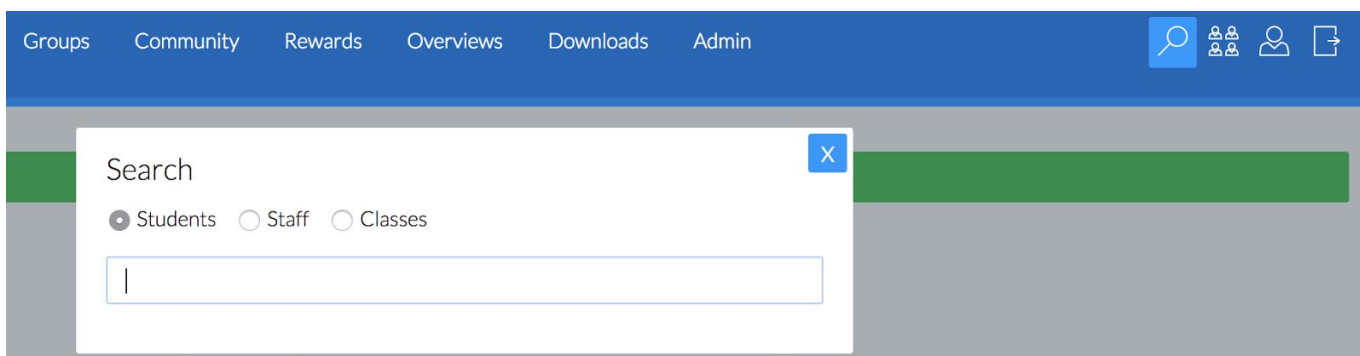 Groups Community Rewards Overviews Downloads Admin
Search
X
Students Staff Classes